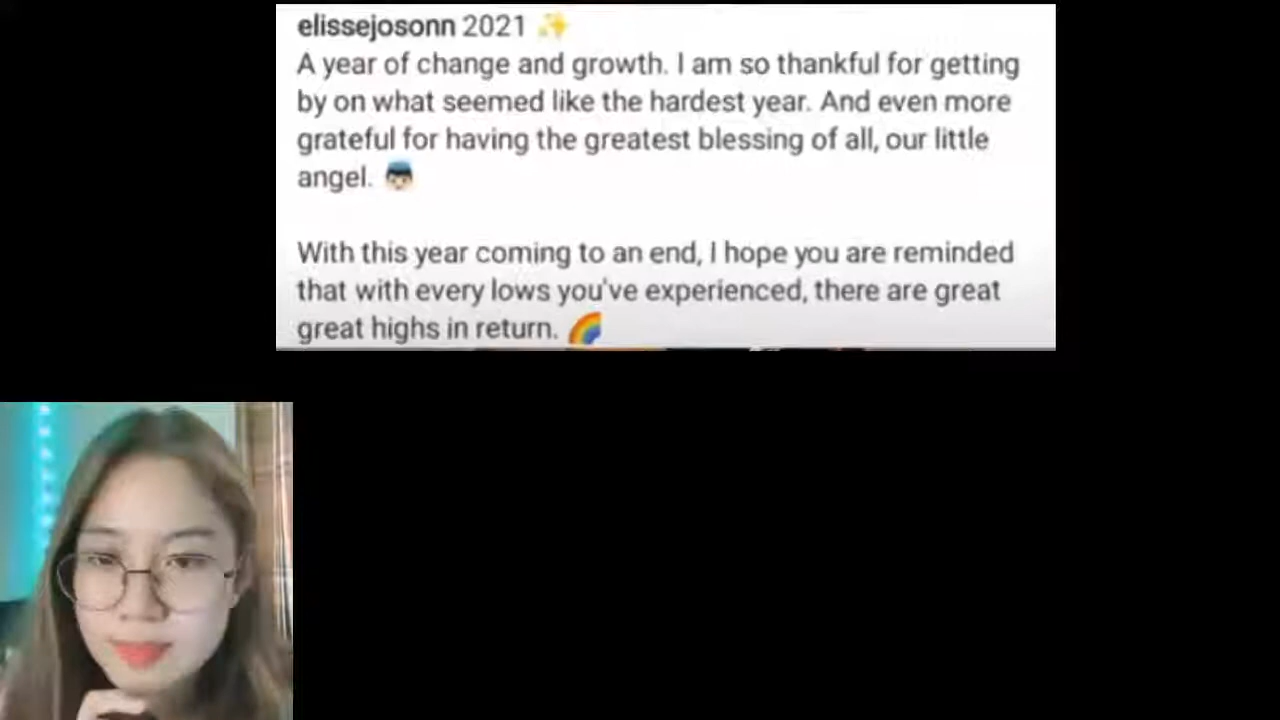 elissejosonn 2021 ✨
A year of change and growth. I am so thankful for getting
by on what seemed like the hardest year. And even more
grateful for having the greatest blessing of all, our little
angel. 👼🏻
With this year coming to an end, I hope you are reminded
that with every lows you've experienced, there are great
great highs in return. 🌈